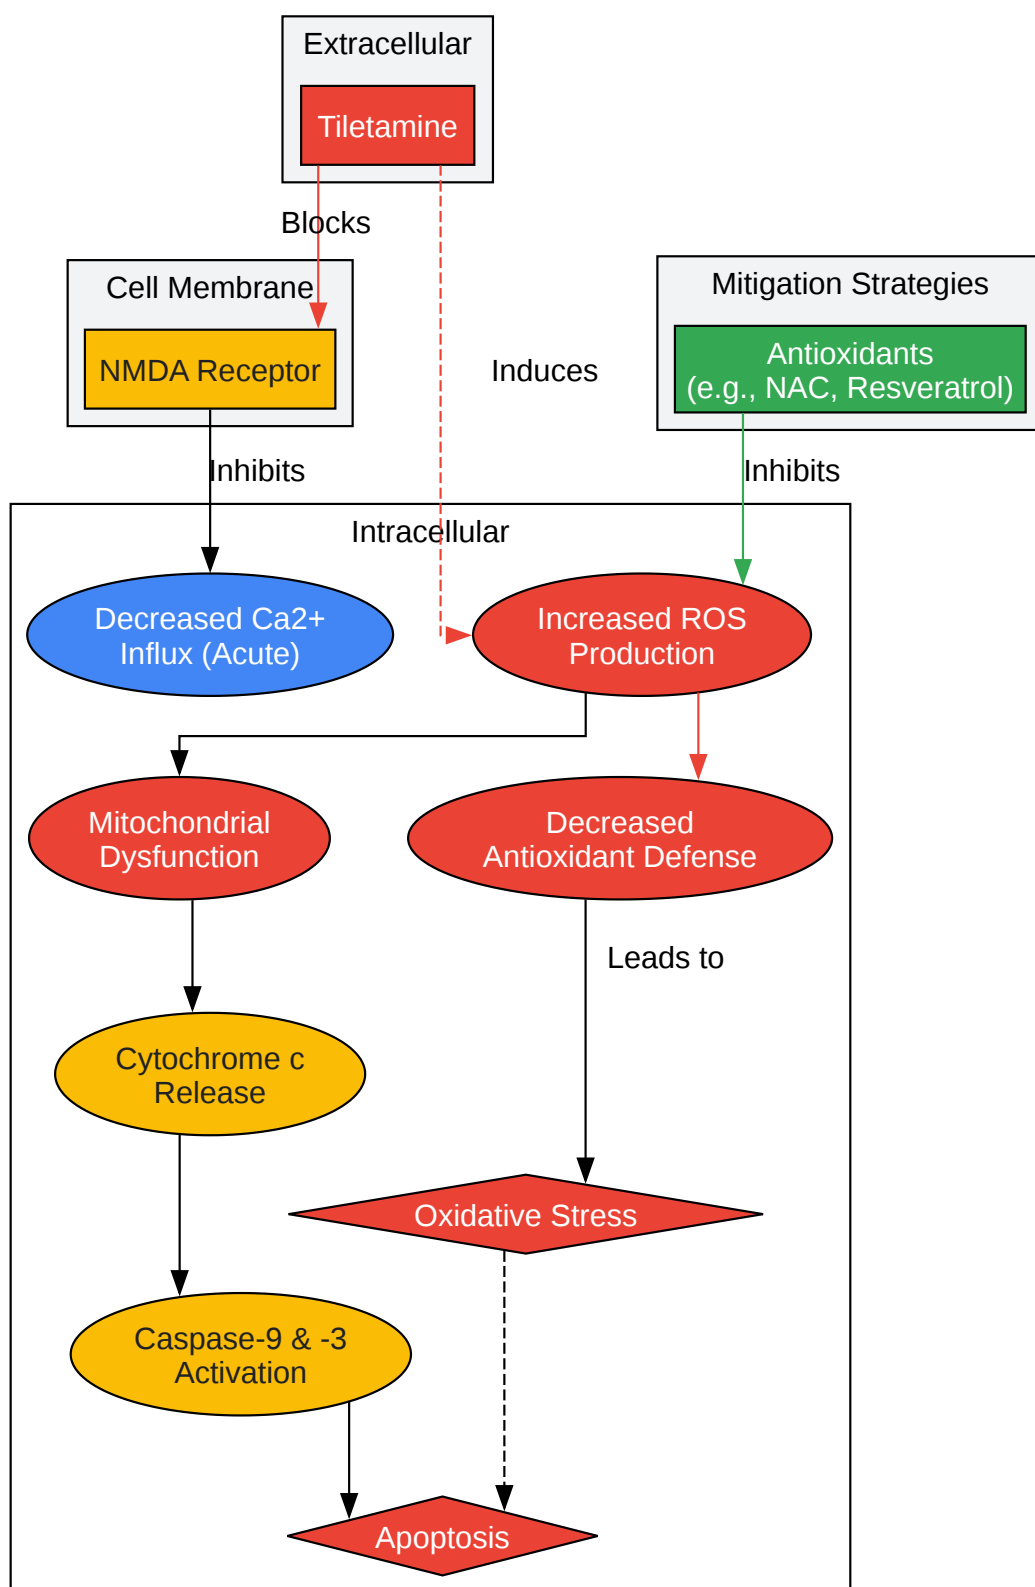 Extracellular
Tiletamine
Blocks
Cell Membrane
NMDA Receptor
Induces
Mitigation Strategies
Antioxidants
(e.g., NAC, Resveratrol)
Inhibits
Inhibits
Intracellular
Decreased Ca2+
Influx (Acute)
Increased ROS
Production
Mitochondrial
Dysfunction
Decreased
Antioxidant Defense
Leads to
Cytochrome c
Release
Oxidative Stress
Caspase-9 & -3
Activation
Apoptosis